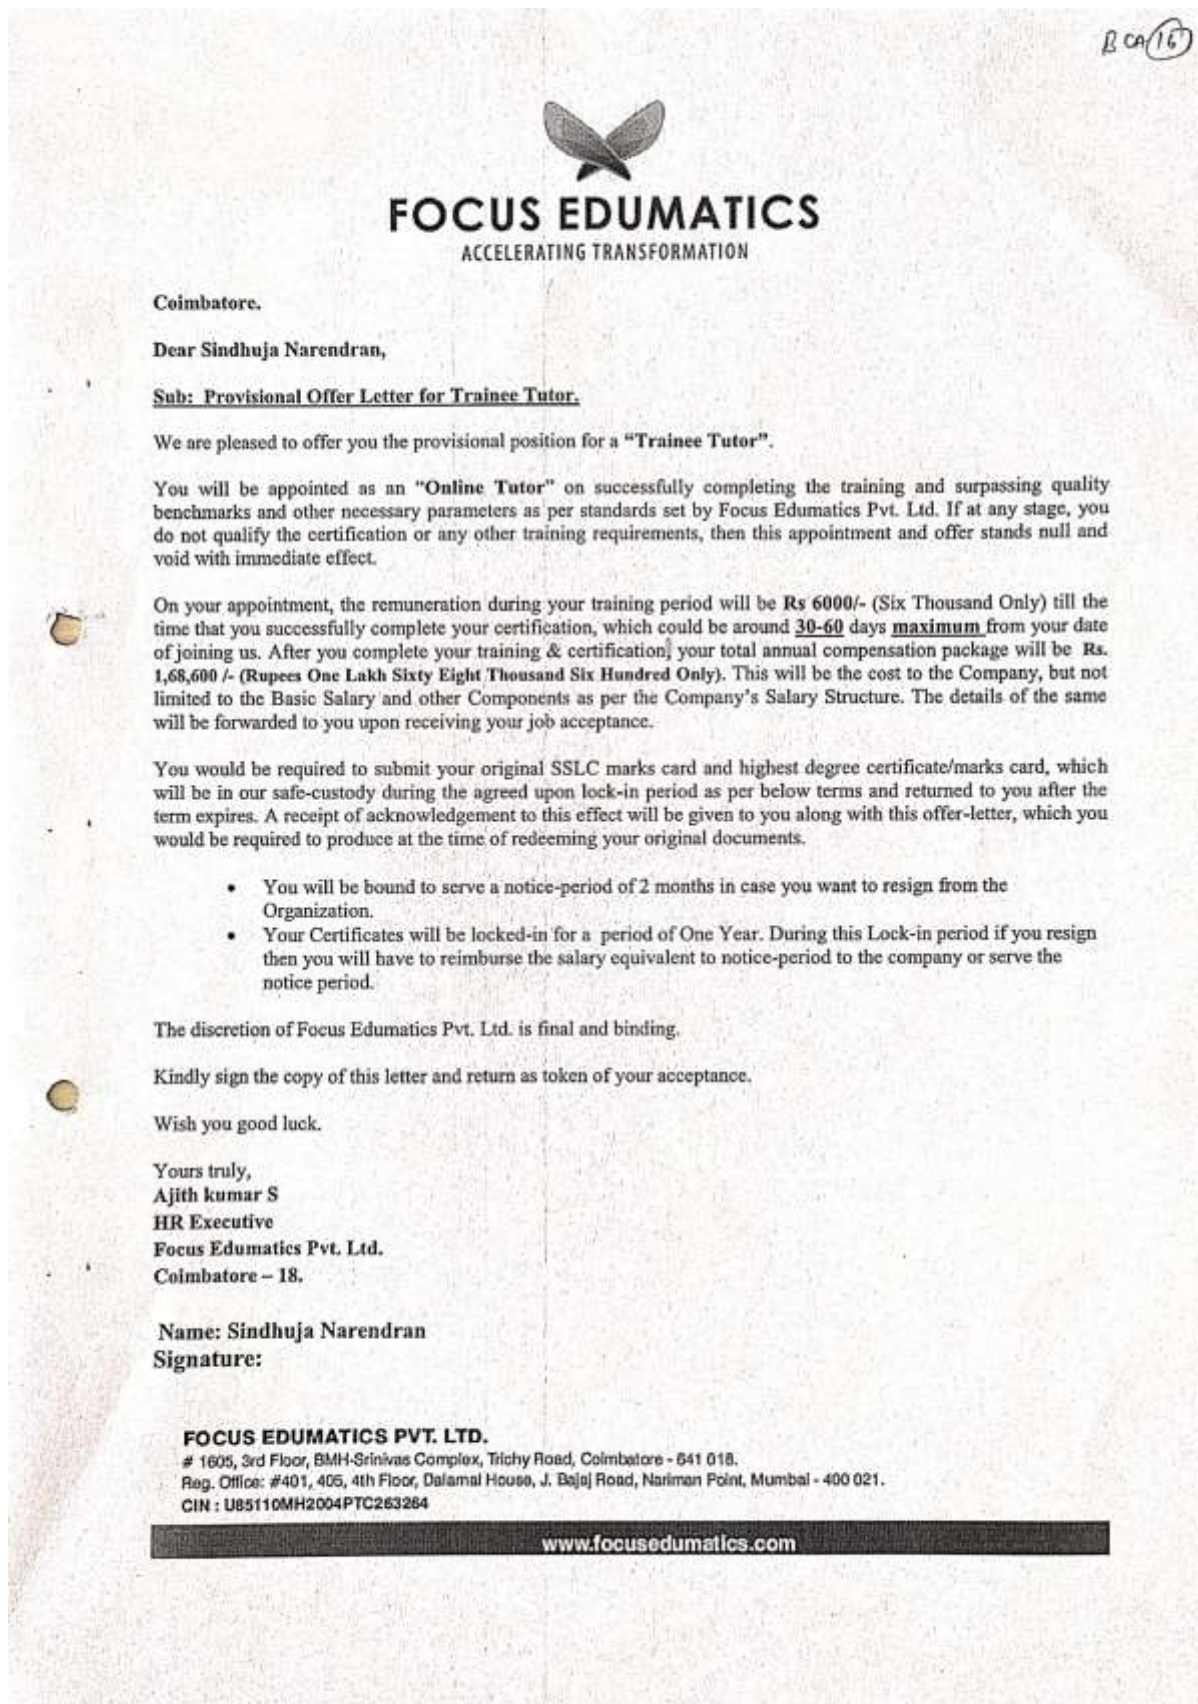 BCA 16
FOCUS EDUMATICS
ACCELERATING TRANSFORMATION
Coimbatore.
Dear Sindhuja Narendran,
Sub: Provisional Offer Letter for Trainee Tutor.
We are pleased to offer you the provisional position for a “Trainee Tutor”.
You will be appointed as an “Online Tutor” on successfully completing the training and surpassing quality
benchmarks and other necessary parameters as per standards set by Focus Edumatics Pvt. Ltd. If at any stage, you
do not qualify the certification or any other training requirements, then this appointment and offer stands null and
void with immediate effect.
On your appointment, the remuneration during your training period will be Rs 6000/- (Six Thousand Only) till the
time that you successfully complete your certification, which could be around 30-60 days maximum from your date
of joining us. After you complete your training & certification, your total annual compensation package will be Rs.
1,68,600 /- (Rupees One Lakh Sixty Eight Thousand Six Hundred Only). This will be the cost to the Company, but not
limited to the Basic Salary and other Components as per the Company's Salary Structure. The details of the same
will be forwarded to you upon receiving your job acceptance.
You would be required to submit your original SSLC marks card and highest degree certificate/marks card, which
will be in our safe-custody during the agreed upon lock-in period as per below terms and returned to you after the
term expires. A receipt of acknowledgement to this effect will be given to you along with this offer-letter, which you
would be required to produce at the time of redeeming your original documents.
• You will be bound to serve a notice-period of 2 months in case you want to resign from the
Organization.
• Your Certificates will be locked-in for a period of One Year. During this Lock-in period if you resign
then you will have to reimburse the salary equivalent to notice-period to the company or serve the
notice period.
The discretion of Focus Edumatics Pvt. Ltd. is final and binding.
Kindly sign the copy of this letter and return as token of your acceptance.
Wish you good luck.
Yours truly,
Ajith kumar S
HR Executive
Focus Edumatics Pvt. Ltd.
Coimbatore – 18.
Name: Sindhuja Narendran
Signature:
FOCUS EDUMATICS PVT. LTD.
# 1605, 3rd Floor, BMH-Srinivas Complex, Trichy Road, Coimbatore - 641 018.
Reg. Office: #401, 405, 4th Floor, Dalamal House, J. Bajaj Road, Nariman Point, Mumbai - 400 021.
CIN : U85110MH2004PTC263264
www.focusedumatics.com